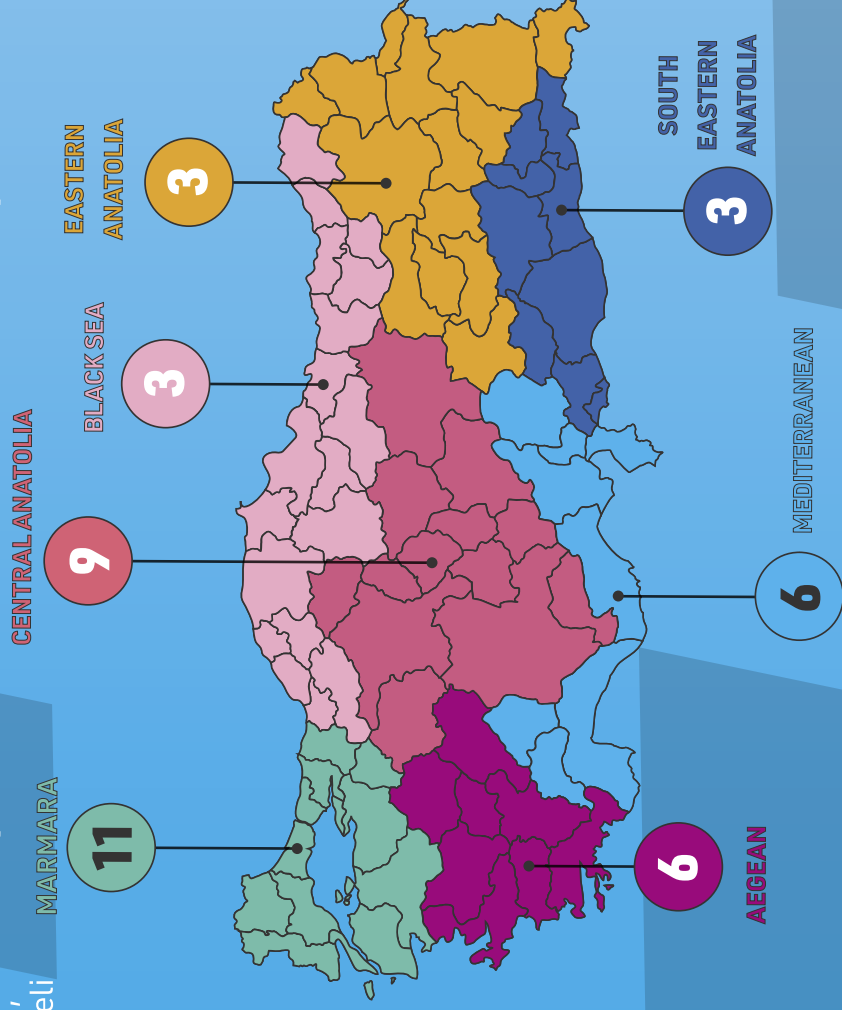 eli
MARMARA
11
CENTRAL ANATOLIA
9
BLACK SEA
3
EASTERN
ANATOLIA
3
6
AEGEAN
6
MEDITERRANEAN
SOUTH
EASTERN
ANATOLIA
3